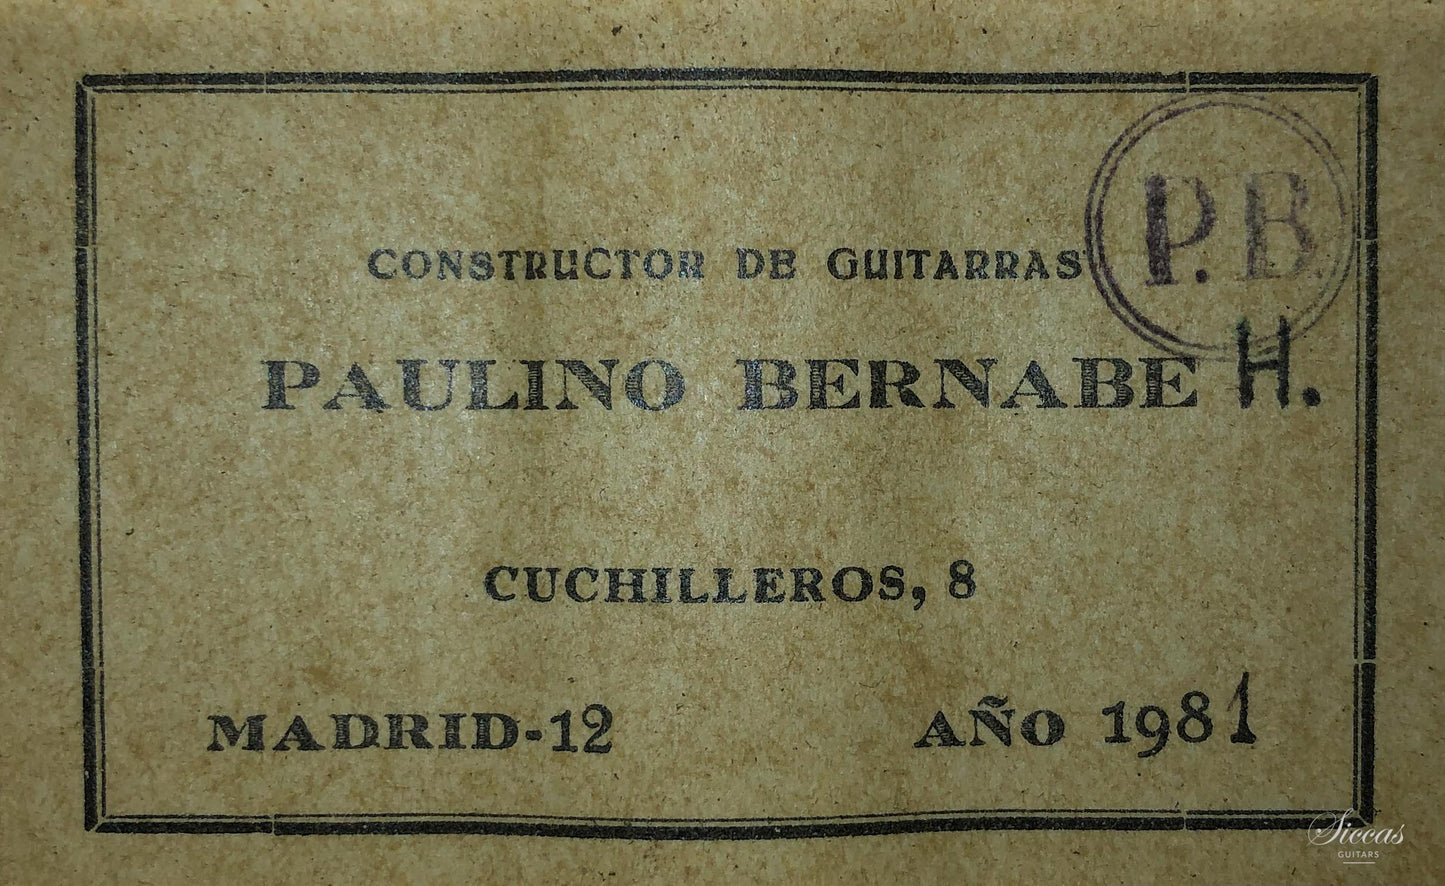 P.B.
CONSTRUCTOR DE GUITARRAS
PAULINO BERNABE H.
CUCHILLEROS, 8
MADRID-12 AÑO 1981
Siccas
GUITARS